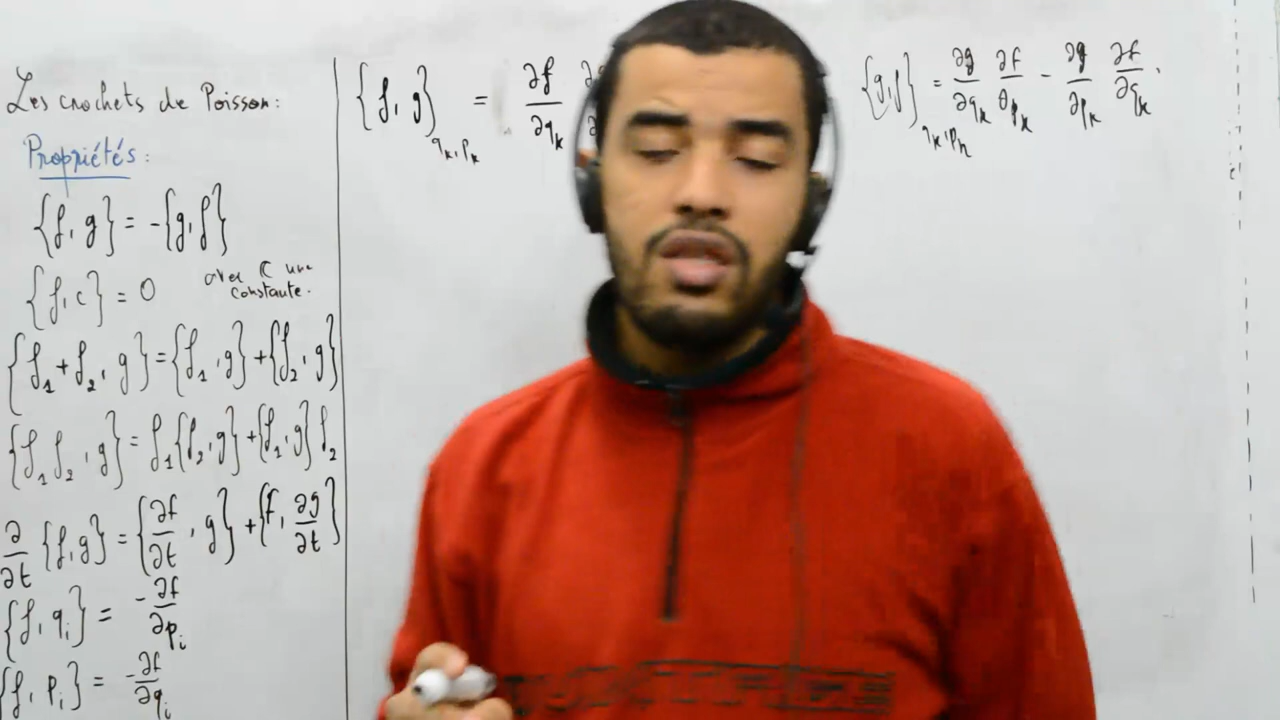 Les crochets de Poisson:
Propriétés:
{f, g} = -{g, f}
{f, c} = 0 avec C une
constante.
{f₁ + f₂, g} = {f₁, g} + {f₂, g}
{f₁ f₂, g} = f₁{f₂, g} + {f₁, g} f₂
∂/∂t {f, g} = {∂f/∂t, g} + {f, ∂g/∂t}
{f, qᵢ} = -∂f/∂pᵢ
{f, pᵢ} = -∂f/∂qᵢ
{f, g}_{qₖ, pₖ} = ∂f/∂qₖ
{g, f}_{qₖ, pₖ} = ∂g/∂qₖ ∂f/∂pₖ - ∂g/∂pₖ ∂f/∂qₖ.